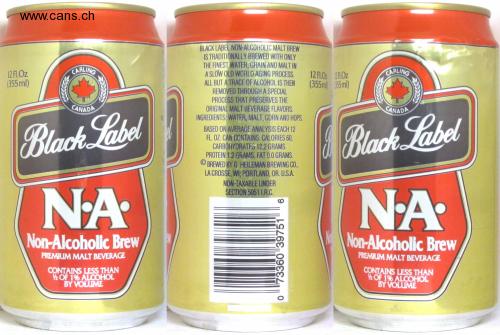 www.cans.ch
12 Fl. Oz.
(355 ml)
CARLING
CANADA
Black Label
N.A.
Non-Alcoholic Brew
PREMIUM MALT BEVERAGE
CONTAINS LESS THAN
½ OF 1% ALCOHOL
BY VOLUME
BLACK LABEL NON-ALCOHOLIC MALT BREW
IS TRADITIONALLY BREWED WITH ONLY
THE FINEST, WATER, GRAIN AND MALT IN
A SLOW OLD WORLD AGING PROCESS.
ALL BUT A TRACE OF ALCOHOL IS THEN
REMOVED THROUGH A SPECIAL
PROCESS THAT PRESERVES THE
ORIGINAL MALT BEVERAGE FLAVORS.
INGREDIENTS: WATER, MALT, CORN AND HOPS.
BASED ON AVERAGE ANALYSIS EACH 12
FL. OZ. CAN CONTAINS: CALORIES 60,
CARBOHYDRATES 12.2 GRAMS
PROTEIN 1.2 GRAMS, FAT 0.0 GRAMS
© BREWED BY G. HEILEMAN BREWING CO.,
LA CROSSE, WI; PORTLAND, OR. U.S.A.
NON-TAXABLE UNDER
SECTION 5051 I.R.C.
0 73360 39751 6
12 Fl. Oz.
(355 ml)
CARLING
CANADA
Black Label
N.A.
Non-Alcoholic Brew
PREMIUM MALT BEVERAGE
CONTAINS LESS THAN
½ OF 1% ALCOHOL
BY VOLUME